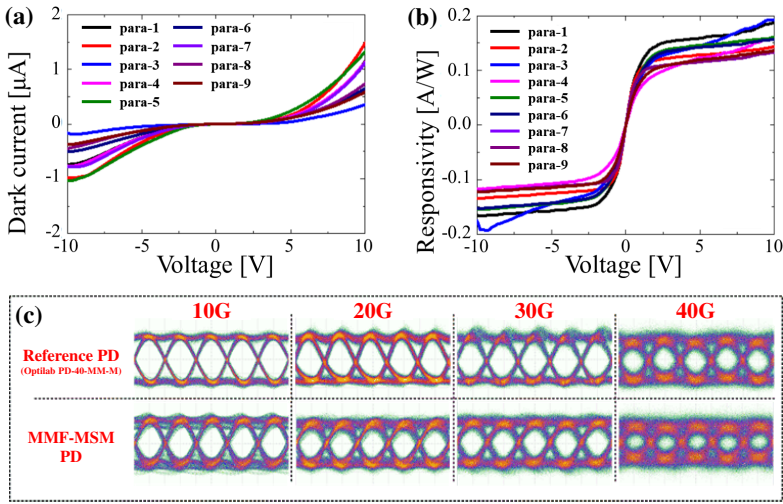 (a)
Dark current [µA]
2
1
0
-1
-2
para-1
para-2
para-3
para-4
para-5
para-6
para-7
para-8
para-9
-10 -5 0 5 10
Voltage [V]
(b)
Responsivity [A/W]
0.2
0.1
0.0
-0.1
-0.2
para-1
para-2
para-3
para-4
para-5
para-6
para-7
para-8
para-9
-10 -5 0 5 10
Voltage [V]
(c)
10G 20G 30G 40G
Reference PD
(Optilab PD-40-MM-M)
MMF-MSM
PD